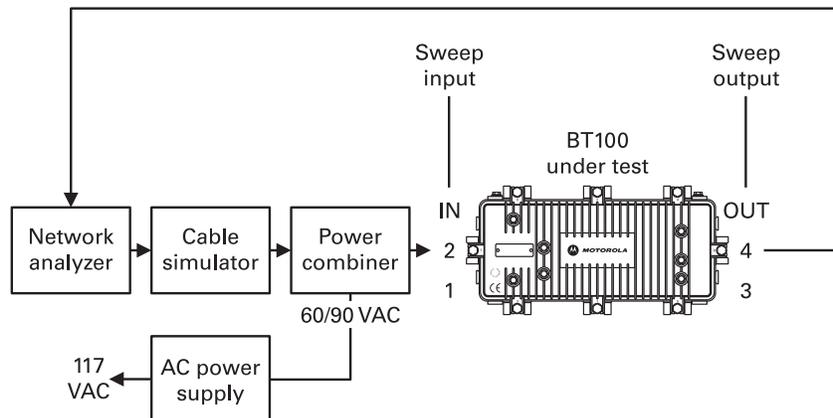 Sweep
input
Sweep
output
BT100
under test
IN
OUT
Network
analyzer
Cable
simulator
Power
combiner
2
MOTOROLA
4
1
CE
3
60/90 VAC
117
VAC
AC power
supply